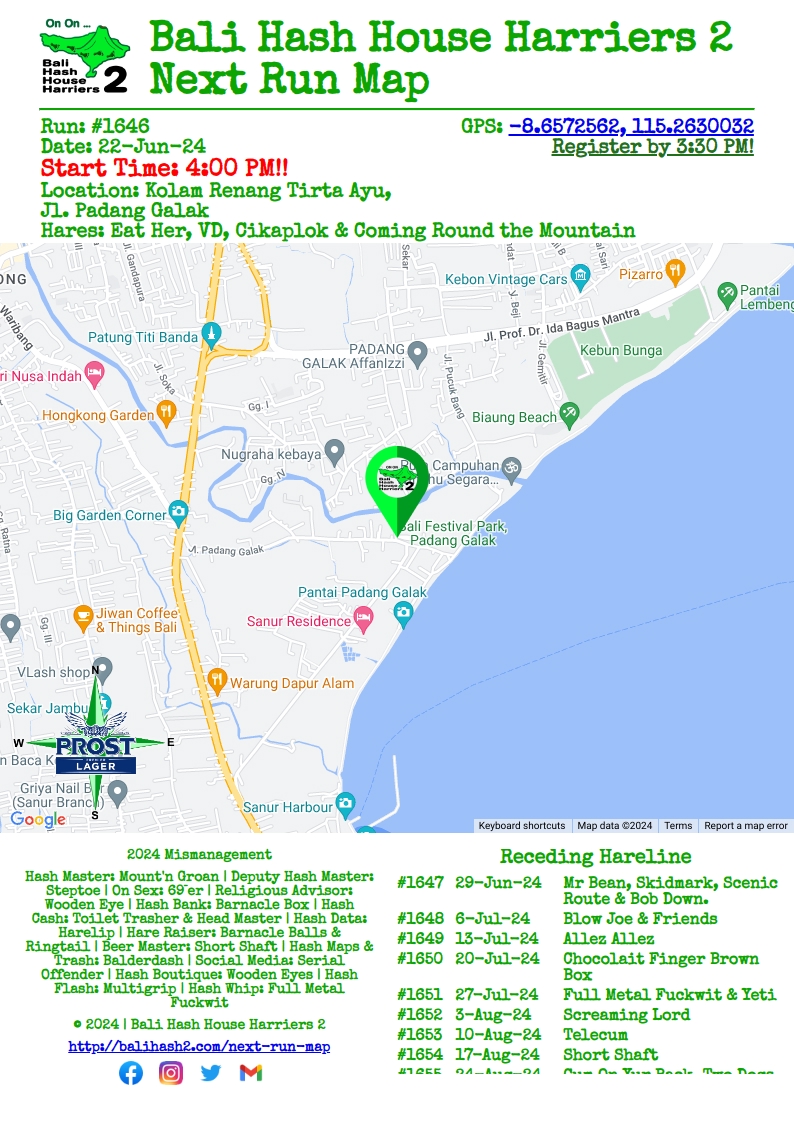 On On ...
Bali
Hash
House
Harriers 2
Bali Hash House Harriers 2
Next Run Map
Run: #1646
GPS: -8.6572562, 115.2630032
Date: 22-Jun-24
Register by 3:30 PM!
Start Time: 4:00 PM!!
Location: Kolam Renang Tirta Ayu,
Jl. Padang Galak
Hares: Eat Her, VD, Cikaplok & Coming Round the Mountain
ONG
Jl. Gandapura
Sekar
Sari
Kebon Vintage Cars
Pizarro
Pantai
Lembeng
Waribang
Patung Titi Banda
Jl. Prof. Dr. Ida Bagus Mantra
Y. Beji
PADANG
GALAK Affanlzzi
Kebun Bunga
ri Nusa Indah
Jl. Soka
Jl. Pucuk Bang
Jl. Gemitir
Hongkong Garden
Gg. I
Biaung Beach
Nugraha kebaya
Gg. N
Campuhan
hu Segara...
Big Garden Corner
Bali Festival Park,
Padang Galak
Jl. Padang Galak
Gg. Ratna
Pantai Padang Galak
Jiwan Coffee
& Things Bali
Sanur Residence
Gg. III
VLash shop
N
Warung Dapur Alam
Sekar Jambu
W
E
PROST
LAGER
n Baca K
Griya Nail Bar
(Sanur Branch)
S
Sanur Harbour
Google
Keyboard shortcuts
Map data ©2024
Terms
Report a map error
2024 Mismanagement
Hash Master: Mount'n Groan | Deputy Hash Master:
Steptoe | On Sex: 69'er | Religious Advisor:
Wooden Eye | Hash Bank: Barnacle Box | Hash
Cash: Toilet Trasher & Head Master | Hash Data:
Harelip | Hare Raiser: Barnacle Balls &
Ringtail | Beer Master: Short Shaft | Hash Maps &
Trash: Balderdash | Social Media: Serial
Offender | Hash Boutique: Wooden Eyes | Hash
Flash: Multigrip | Hash Whip: Full Metal
Fuckwit
© 2024 | Bali Hash House Harriers 2
http://balihash2.com/next-run-map
Receding Hareline
#1647 29-Jun-24 Mr Bean, Skidmark, Scenic
Route & Bob Down.
#1648 6-Jul-24 Blow Joe & Friends
#1649 13-Jul-24 Allez Allez
#1650 20-Jul-24 Chocolait Finger Brown
Box
#1651 27-Jul-24 Full Metal Fuckwit & Yeti
#1652 3-Aug-24 Screaming Lord
#1653 10-Aug-24 Telecum
#1654 17-Aug-24 Short Shaft
#1655 24-Aug-24